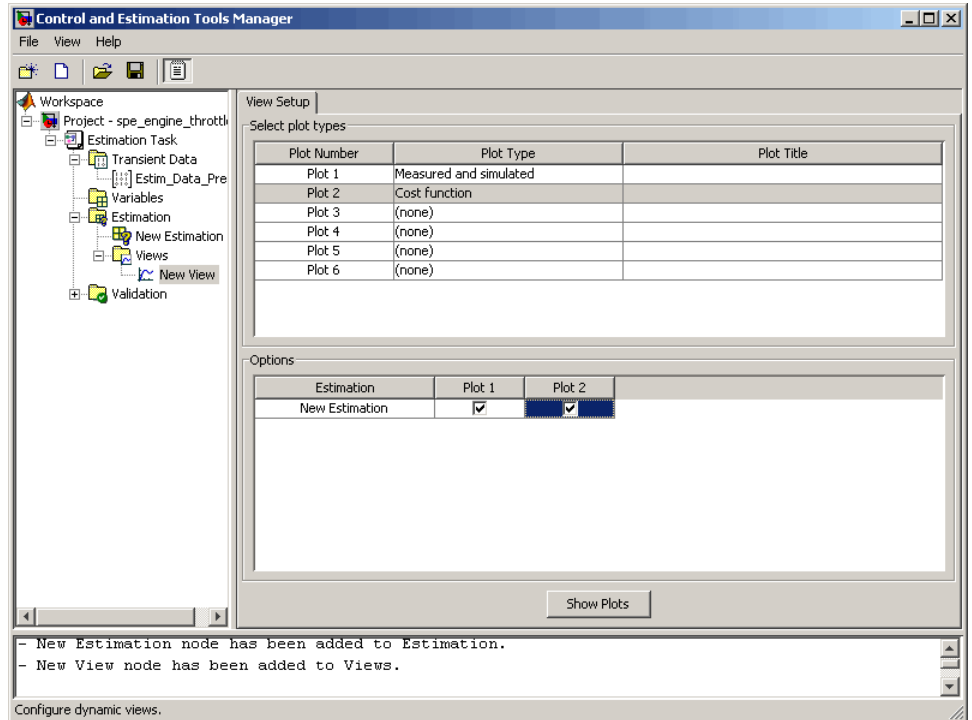 Control and Estimation Tools Manager
File View Help
Workspace
Project - spe_engine_throttl
Estimation Task
Transient Data
Estim_Data_Pre
Variables
Estimation
New Estimation
Views
New View
Validation
View Setup
Select plot types
Plot Number Plot Type Plot Title
Plot 1 Measured and simulated
Plot 2 Cost function
Plot 3 (none)
Plot 4 (none)
Plot 5 (none)
Plot 6 (none)
Options
Estimation Plot 1 Plot 2
New Estimation
Show Plots
- New Estimation node has been added to Estimation.
- New View node has been added to Views.
Configure dynamic views.